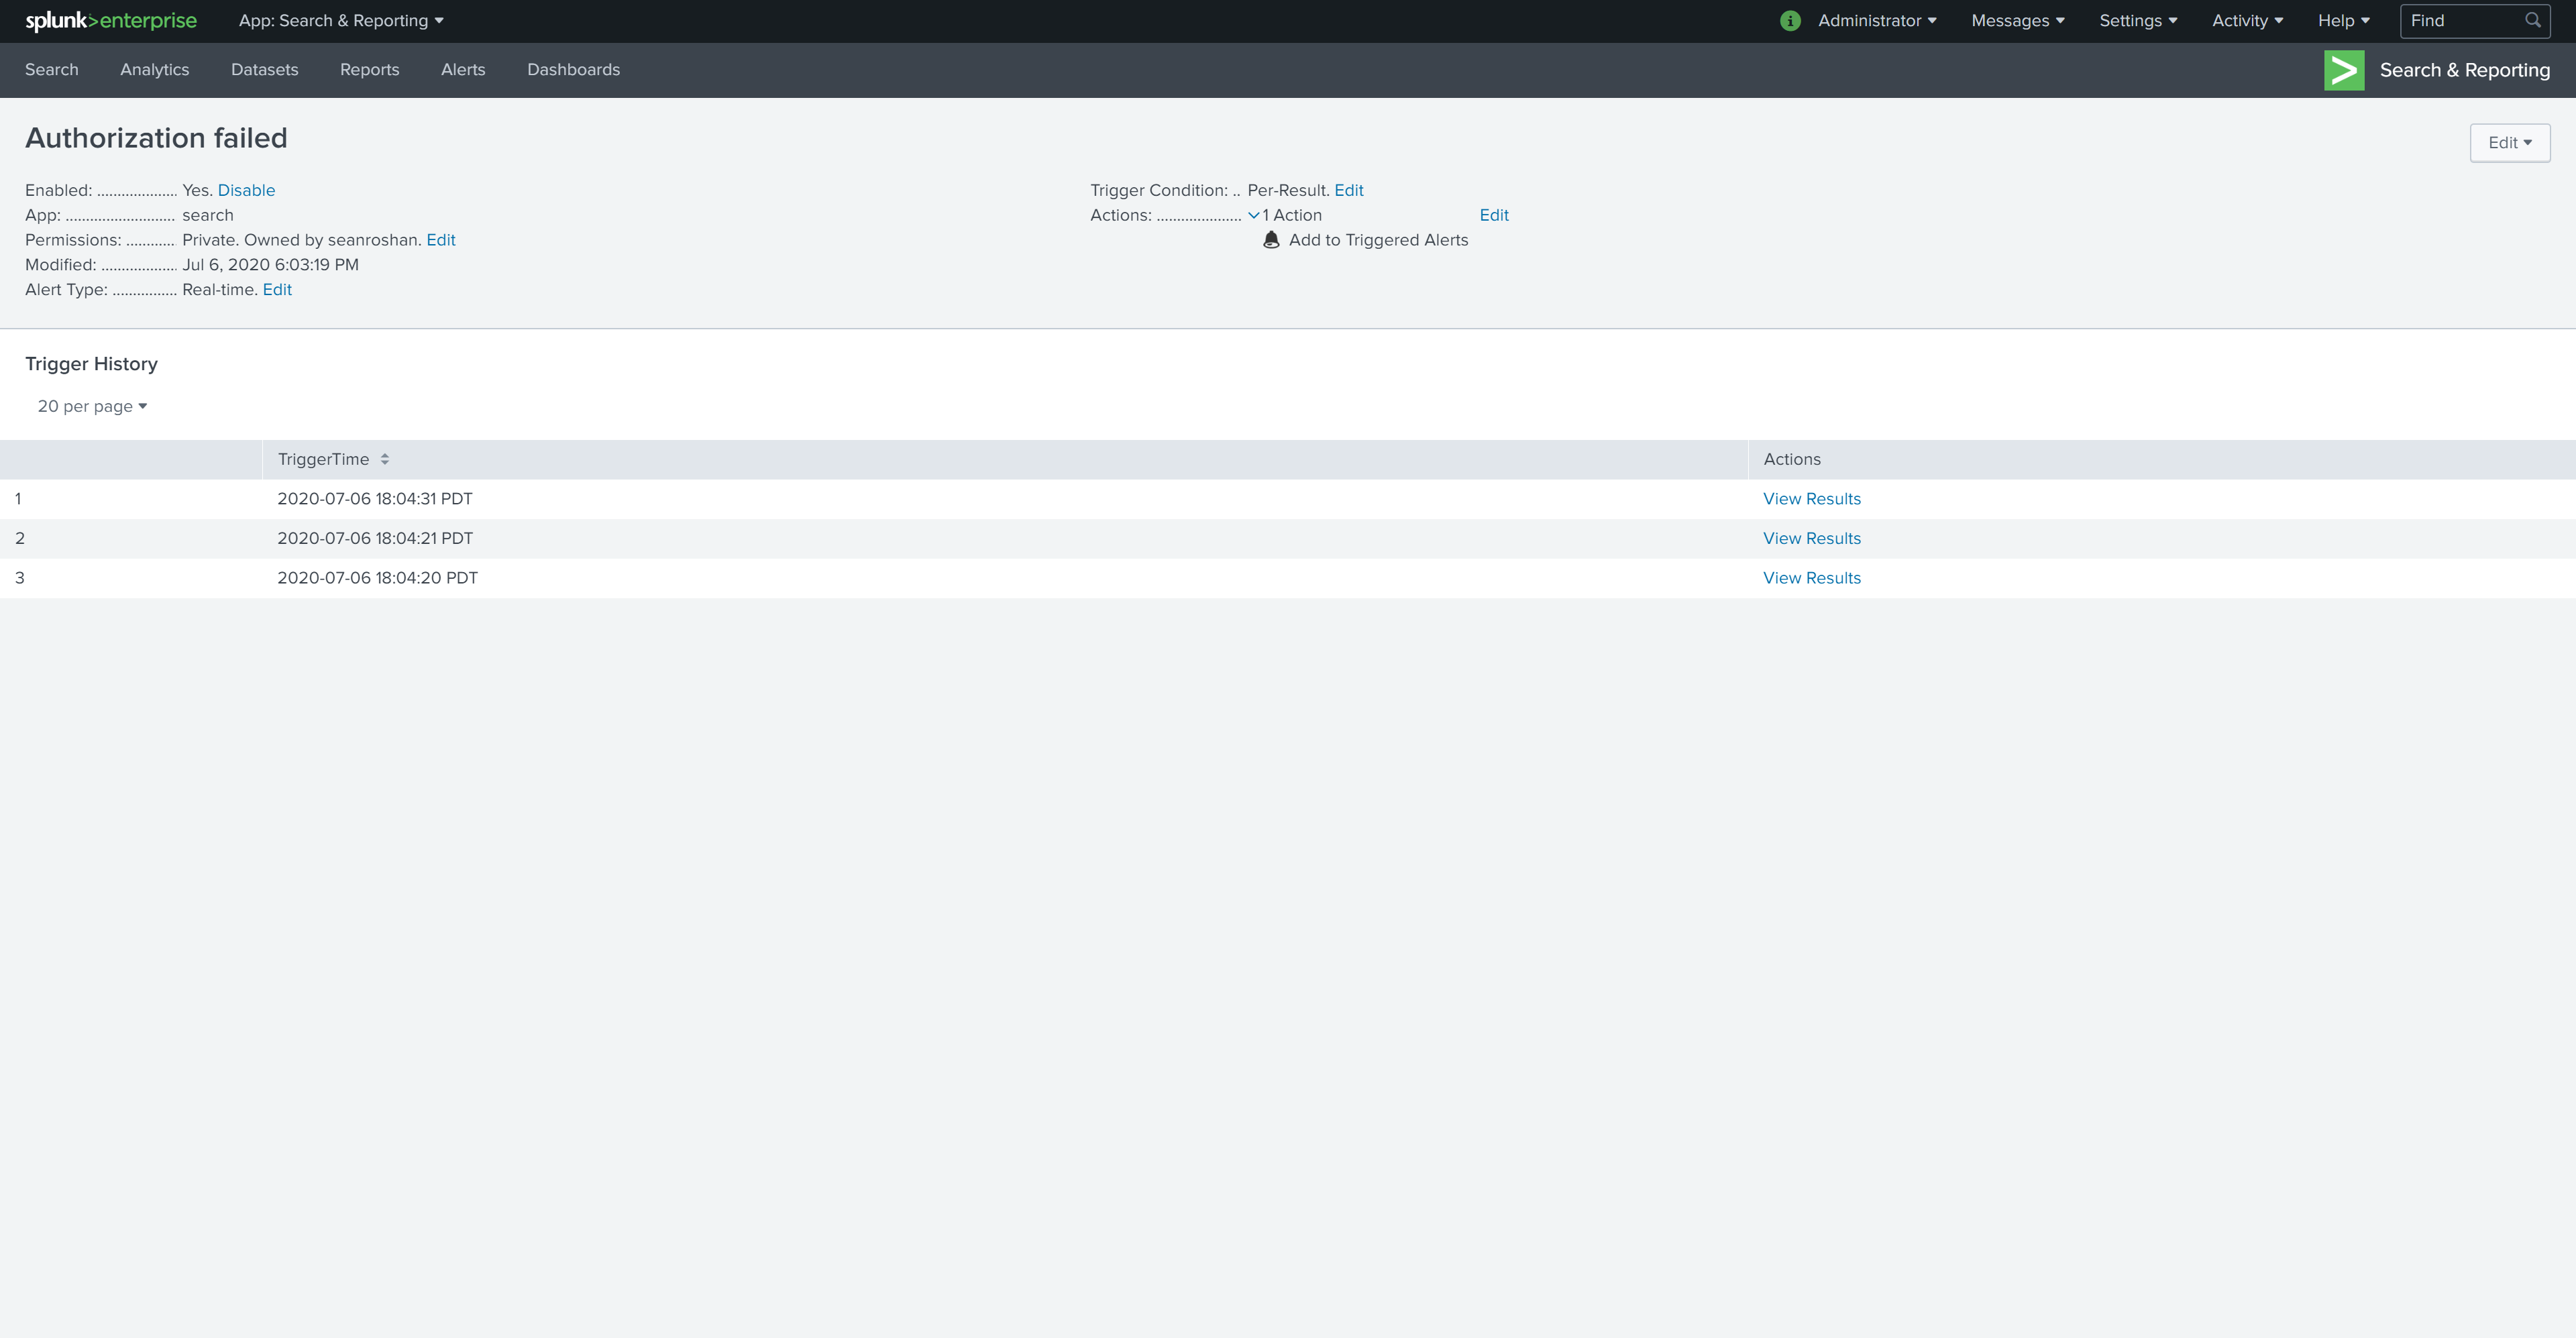 splunk>enterprise App: Search & Reporting i Administrator Messages Settings Activity Help Find
Search Analytics Datasets Reports Alerts Dashboards > Search & Reporting
Authorization failed Edit
Enabled: ................... Yes. Disable
App: .......................... search
Permissions: ............ Private. Owned by seanroshan. Edit
Modified: .................. Jul 6, 2020 6:03:19 PM
Alert Type: ............... Real-time. Edit
Trigger Condition: .. Per-Result. Edit
Actions: .................... 1 Action Edit
Add to Triggered Alerts
Trigger History
20 per page
TriggerTime Actions
1 2020-07-06 18:04:31 PDT View Results
2 2020-07-06 18:04:21 PDT View Results
3 2020-07-06 18:04:20 PDT View Results